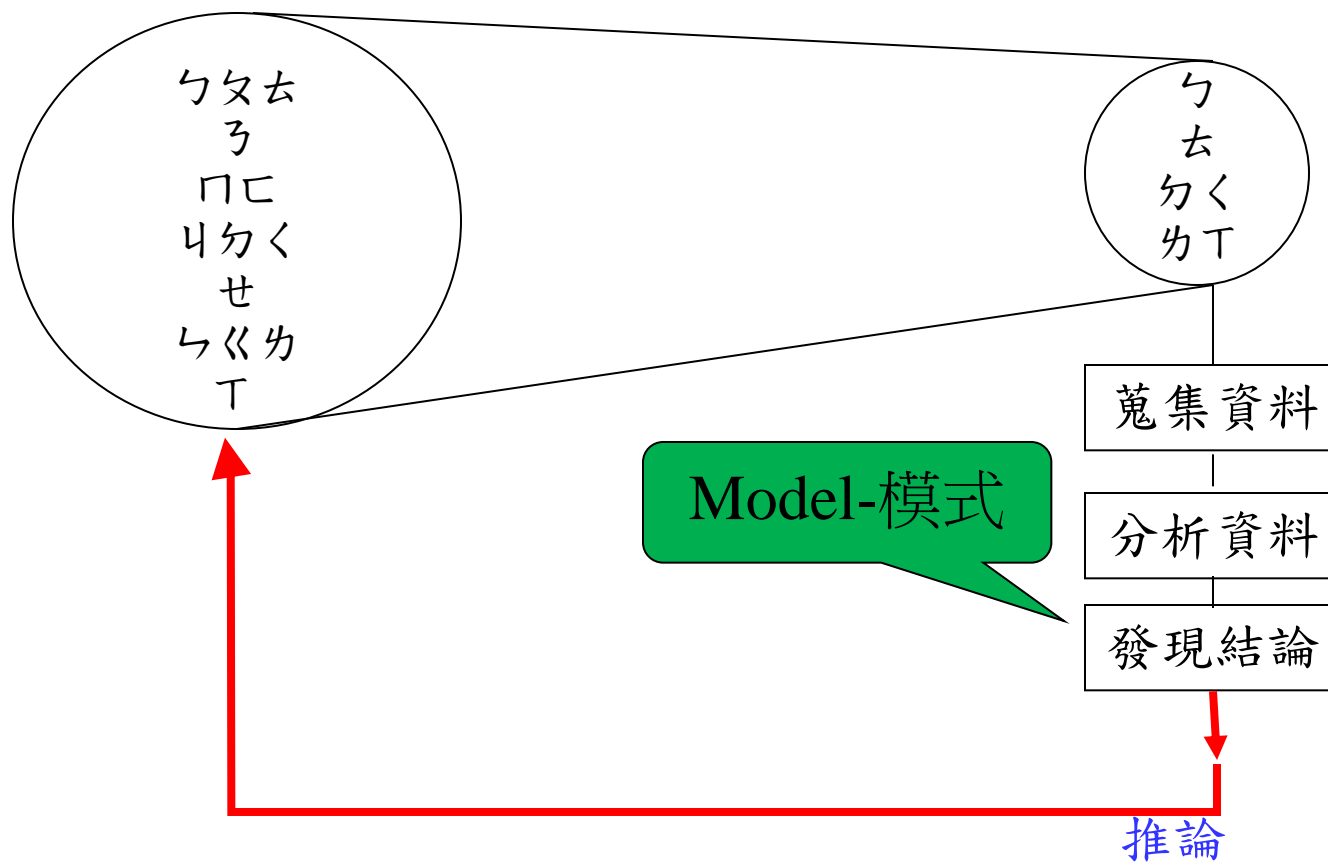 ㄅㄆㄊ
ㄋ
ㄇㄈ
ㄐㄉㄑ
ㄝ
ㄣㄍㄌ
ㄒ
ㄅ
ㄊ
ㄉㄑ
ㄌㄒ
蒐集資料
分析資料
發現結論
Model-模式
推論